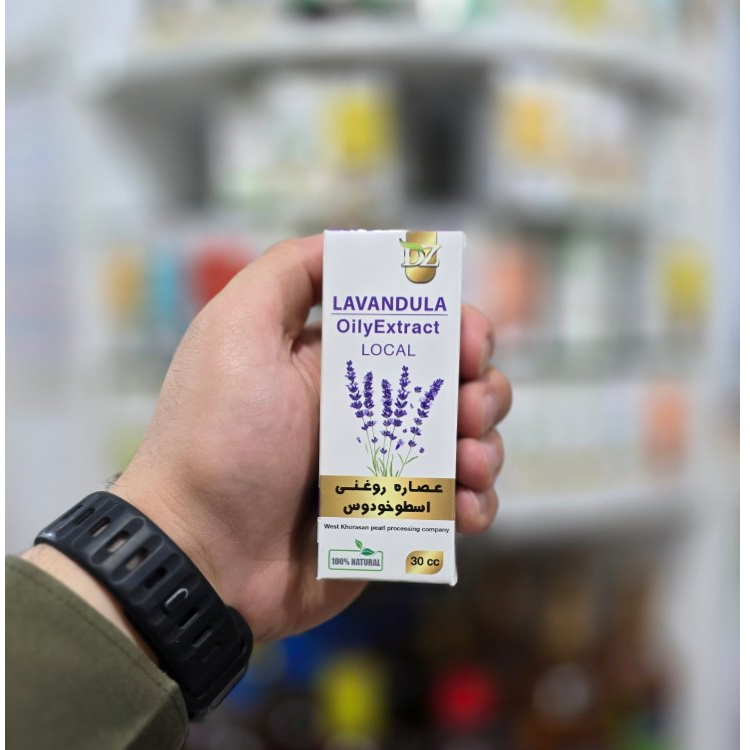 DZ
LAVANDULA
OilyExtract
LOCAL
عصاره روغنی
اسطوخودوس
West Khorasan pearl processing company
100% NATURAL
30 cc